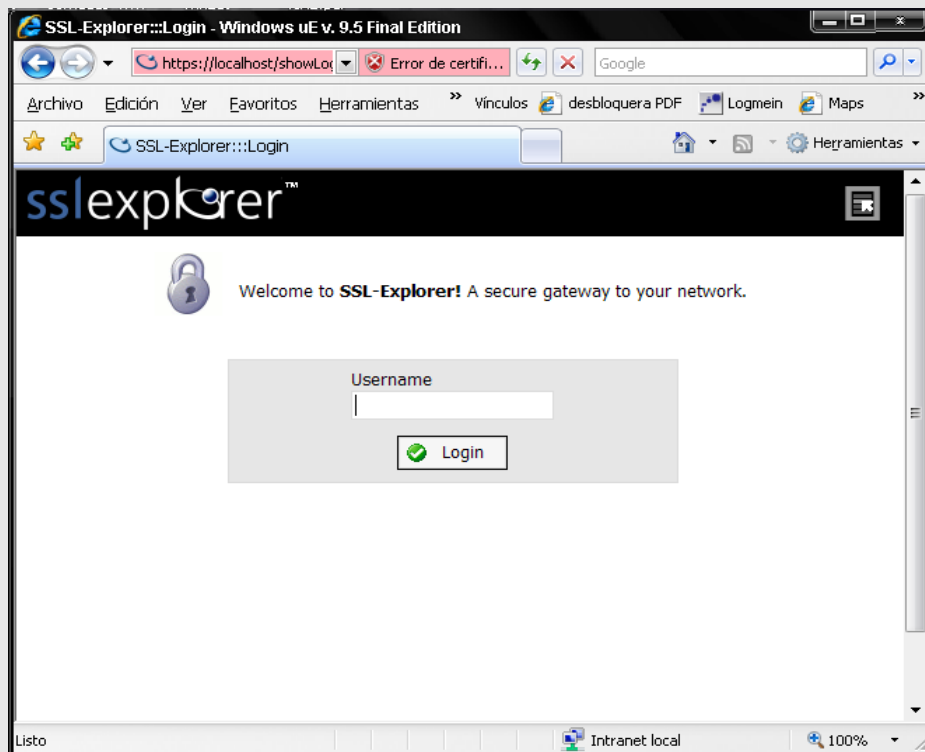 SSL-Explorer:::Login - Windows uE v. 9.5 Final Edition
https://localhost/showLog Error de certifi... Google
Archivo Edición Ver Favoritos Herramientas » Vínculos desbloquera PDF Logmein Maps »
SSL-Explorer:::Login Herramientas
sslexplorer™
Welcome to SSL-Explorer! A secure gateway to your network.
Username
Login
Listo Intranet local 100%